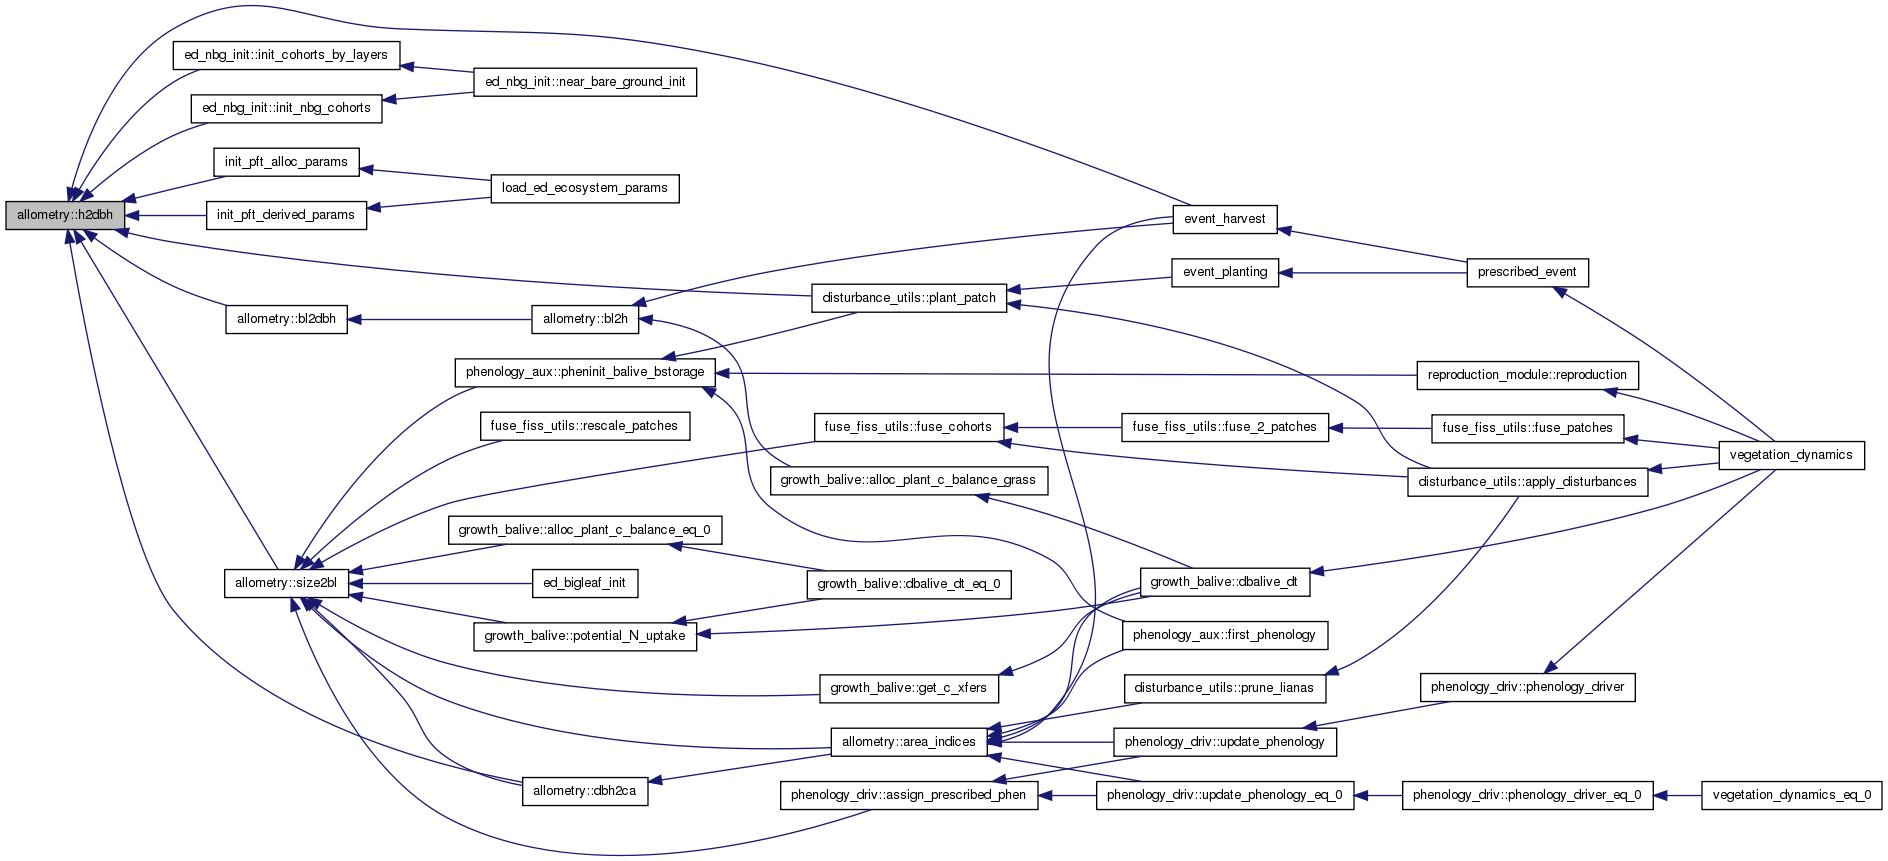 ed_nbg_init::init_cohorts_by_layers
ed_nbg_init::near_bare_ground_init
ed_nbg_init::init_nbg_cohorts
init_pft_alloc_params
load_ed_ecosystem_params
allometry::h2dbh
init_pft_derived_params
event_harvest
event_planting
prescribed_event
disturbance_utils::plant_patch
allometry::bl2dbh
allometry::bl2h
phenology_aux::pheninit_balive_bstorage
reproduction_module::reproduction
fuse_fiss_utils::rescale_patches
fuse_fiss_utils::fuse_cohorts
fuse_fiss_utils::fuse_2_patches
fuse_fiss_utils::fuse_patches
vegetation_dynamics
growth_balive::alloc_plant_c_balance_grass
disturbance_utils::apply_disturbances
growth_balive::alloc_plant_c_balance_eq_0
allometry::size2bl
ed_bigleaf_init
growth_balive::dbalive_dt_eq_0
growth_balive::dbalive_dt
growth_balive::potential_N_uptake
phenology_aux::first_phenology
growth_balive::get_c_xfers
disturbance_utils::prune_lianas
phenology_driv::phenology_driver
allometry::area_indices
phenology_driv::update_phenology
allometry::dbh2ca
phenology_driv::assign_prescribed_phen
phenology_driv::update_phenology_eq_0
phenology_driv::phenology_driver_eq_0
vegetation_dynamics_eq_0